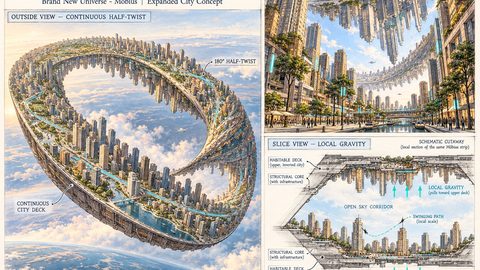 Brand New Universe - Möbius | Expanded City Concept
OUTSIDE VIEW — CONTINUOUS HALF-TWIST
180° HALF-TWIST
CONTINUOUS
CITY DECK
SLICE VIEW — LOCAL GRAVITY
SCHEMATIC CUTAWAY
(local section of the same Möbius strip)
HABITABLE DECK
(upper, inverted city)
STRUCTURAL CORE
(with infrastructure)
LOCAL GRAVITY
(pulls toward upper deck)
OPEN SKY CORRIDOR
SWINGING PATH
(local scale)
STRUCTURAL CORE
(with infrastructure)
HABITABLE DECK
LOCAL GRAVITY